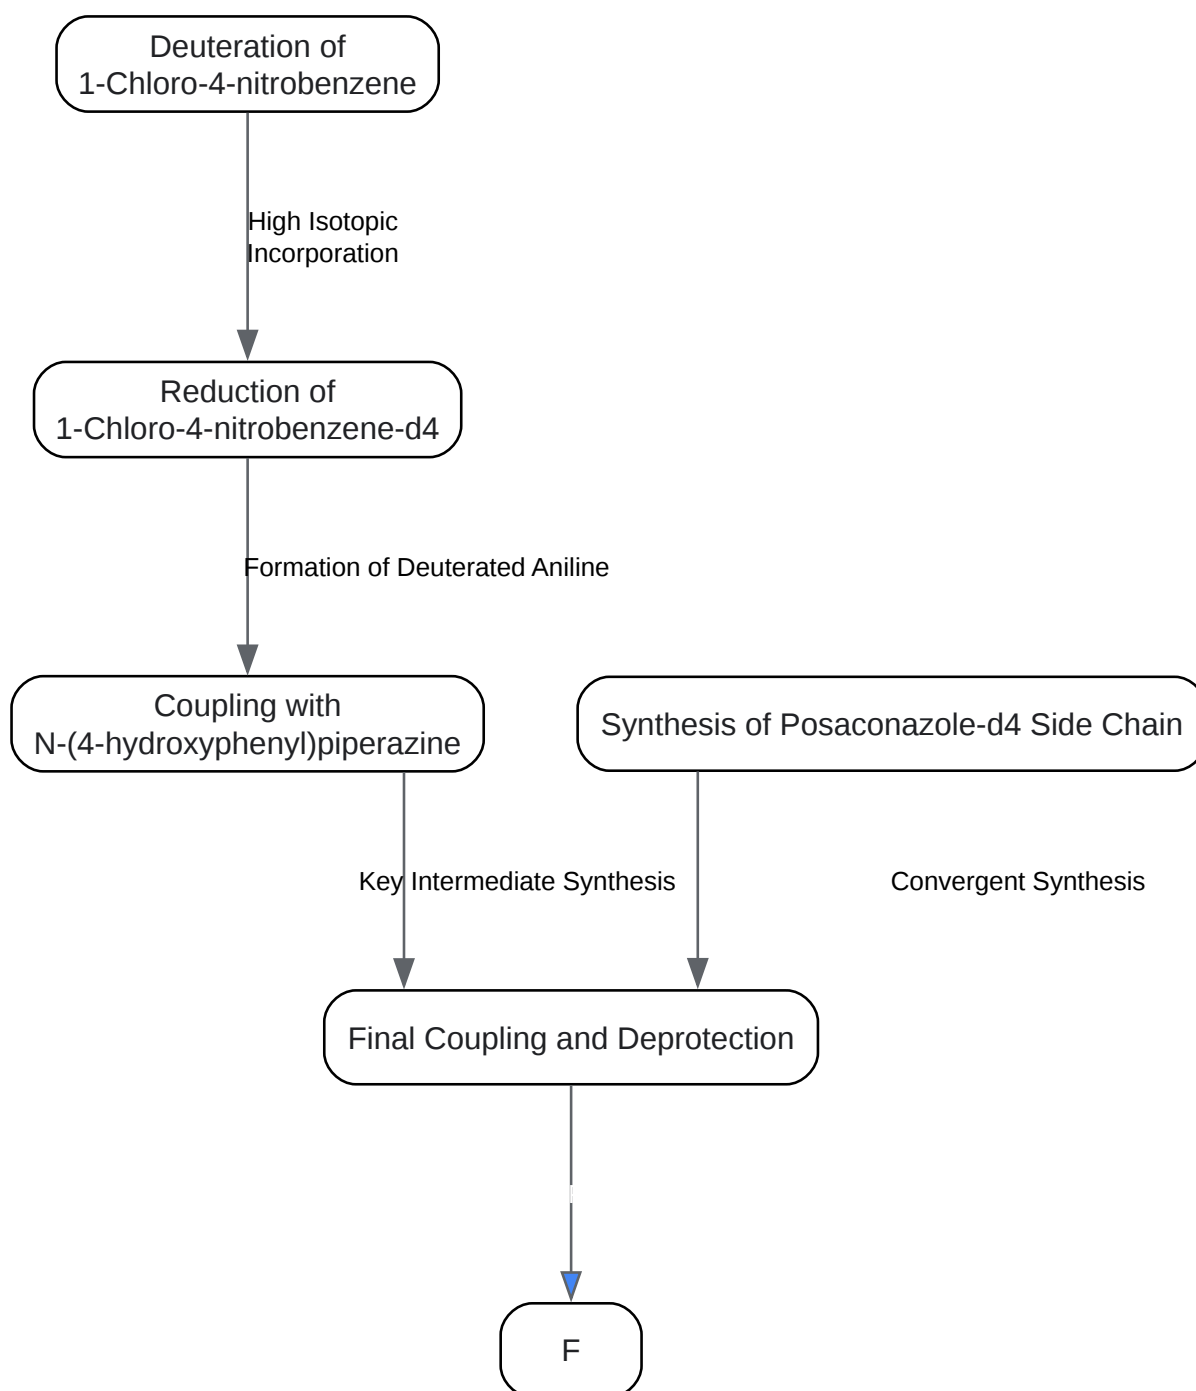 Deuteration of
1-Chloro-4-nitrobenzene
High Isotopic
Incorporation
Reduction of
1-Chloro-4-nitrobenzene-d4
Formation of Deuterated Aniline
Coupling with
N-(4-hydroxyphenyl)piperazine
Synthesis of Posaconazole-d4 Side Chain
Key Intermediate Synthesis
Convergent Synthesis
Final Coupling and Deprotection
F